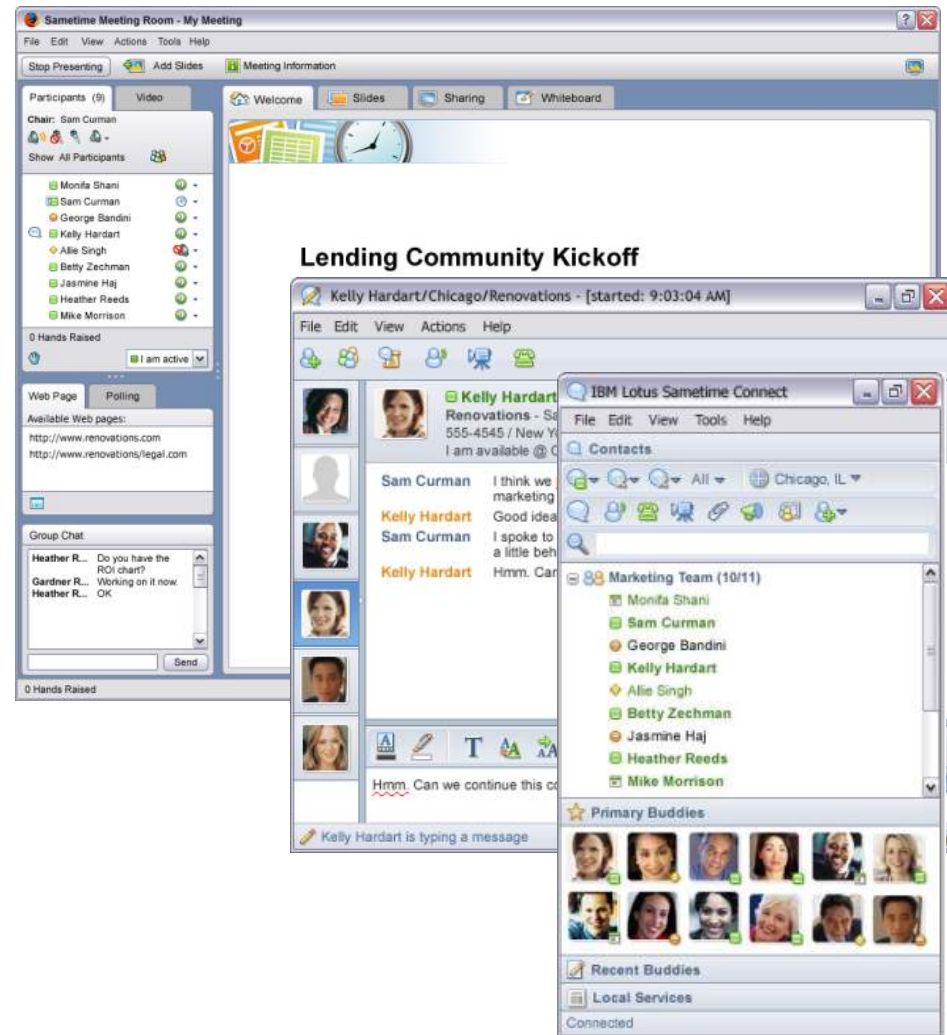 Sametime Meeting Room - My Meeting
File Edit View Actions Tools Help
Stop Presenting Add Slides Meeting Information
Participants (9) Video
Chair: Sam Curman
Show All Participants
Monifa Shani
Sam Curman
George Bandini
Kelly Hardart
Allie Singh
Betty Zechman
Jasmine Haj
Heather Reeds
Mike Morrison
0 Hands Raised
I am active
Web Page Polling
Available Web pages:
http://www.renovations.com
http://www.renovations/legal.com
Group Chat
Heather R... Do you have the
ROI chart?
Gardner R... Working on it now.
Heather R... OK
Send
0 Hands Raised
Welcome Slides Sharing Whiteboard
Lending Community Kickoff
Kelly Hardart/Chicago/Renovations - [started: 9:03:04 AM]
File Edit View Actions Help
Kelly Hardart
Renovations - Sa
555-4545 / New Y
I am available @ C
Sam Curman I think we
marketing
Kelly Hardart Good idea
Sam Curman I spoke to
a little beh
Kelly Hardart Hmm. Car
T
Hmm. Can we continue this co
Kelly Hardart is typing a message
IBM Lotus Sametime Connect
File Edit View Tools Help
Contacts
All Chicago, IL
Marketing Team (10/11)
Monifa Shani
Sam Curman
George Bandini
Kelly Hardart
Allie Singh
Betty Zechman
Jasmine Haj
Heather Reeds
Mike Morrison
Primary Buddies
Recent Buddies
Local Services
Connected